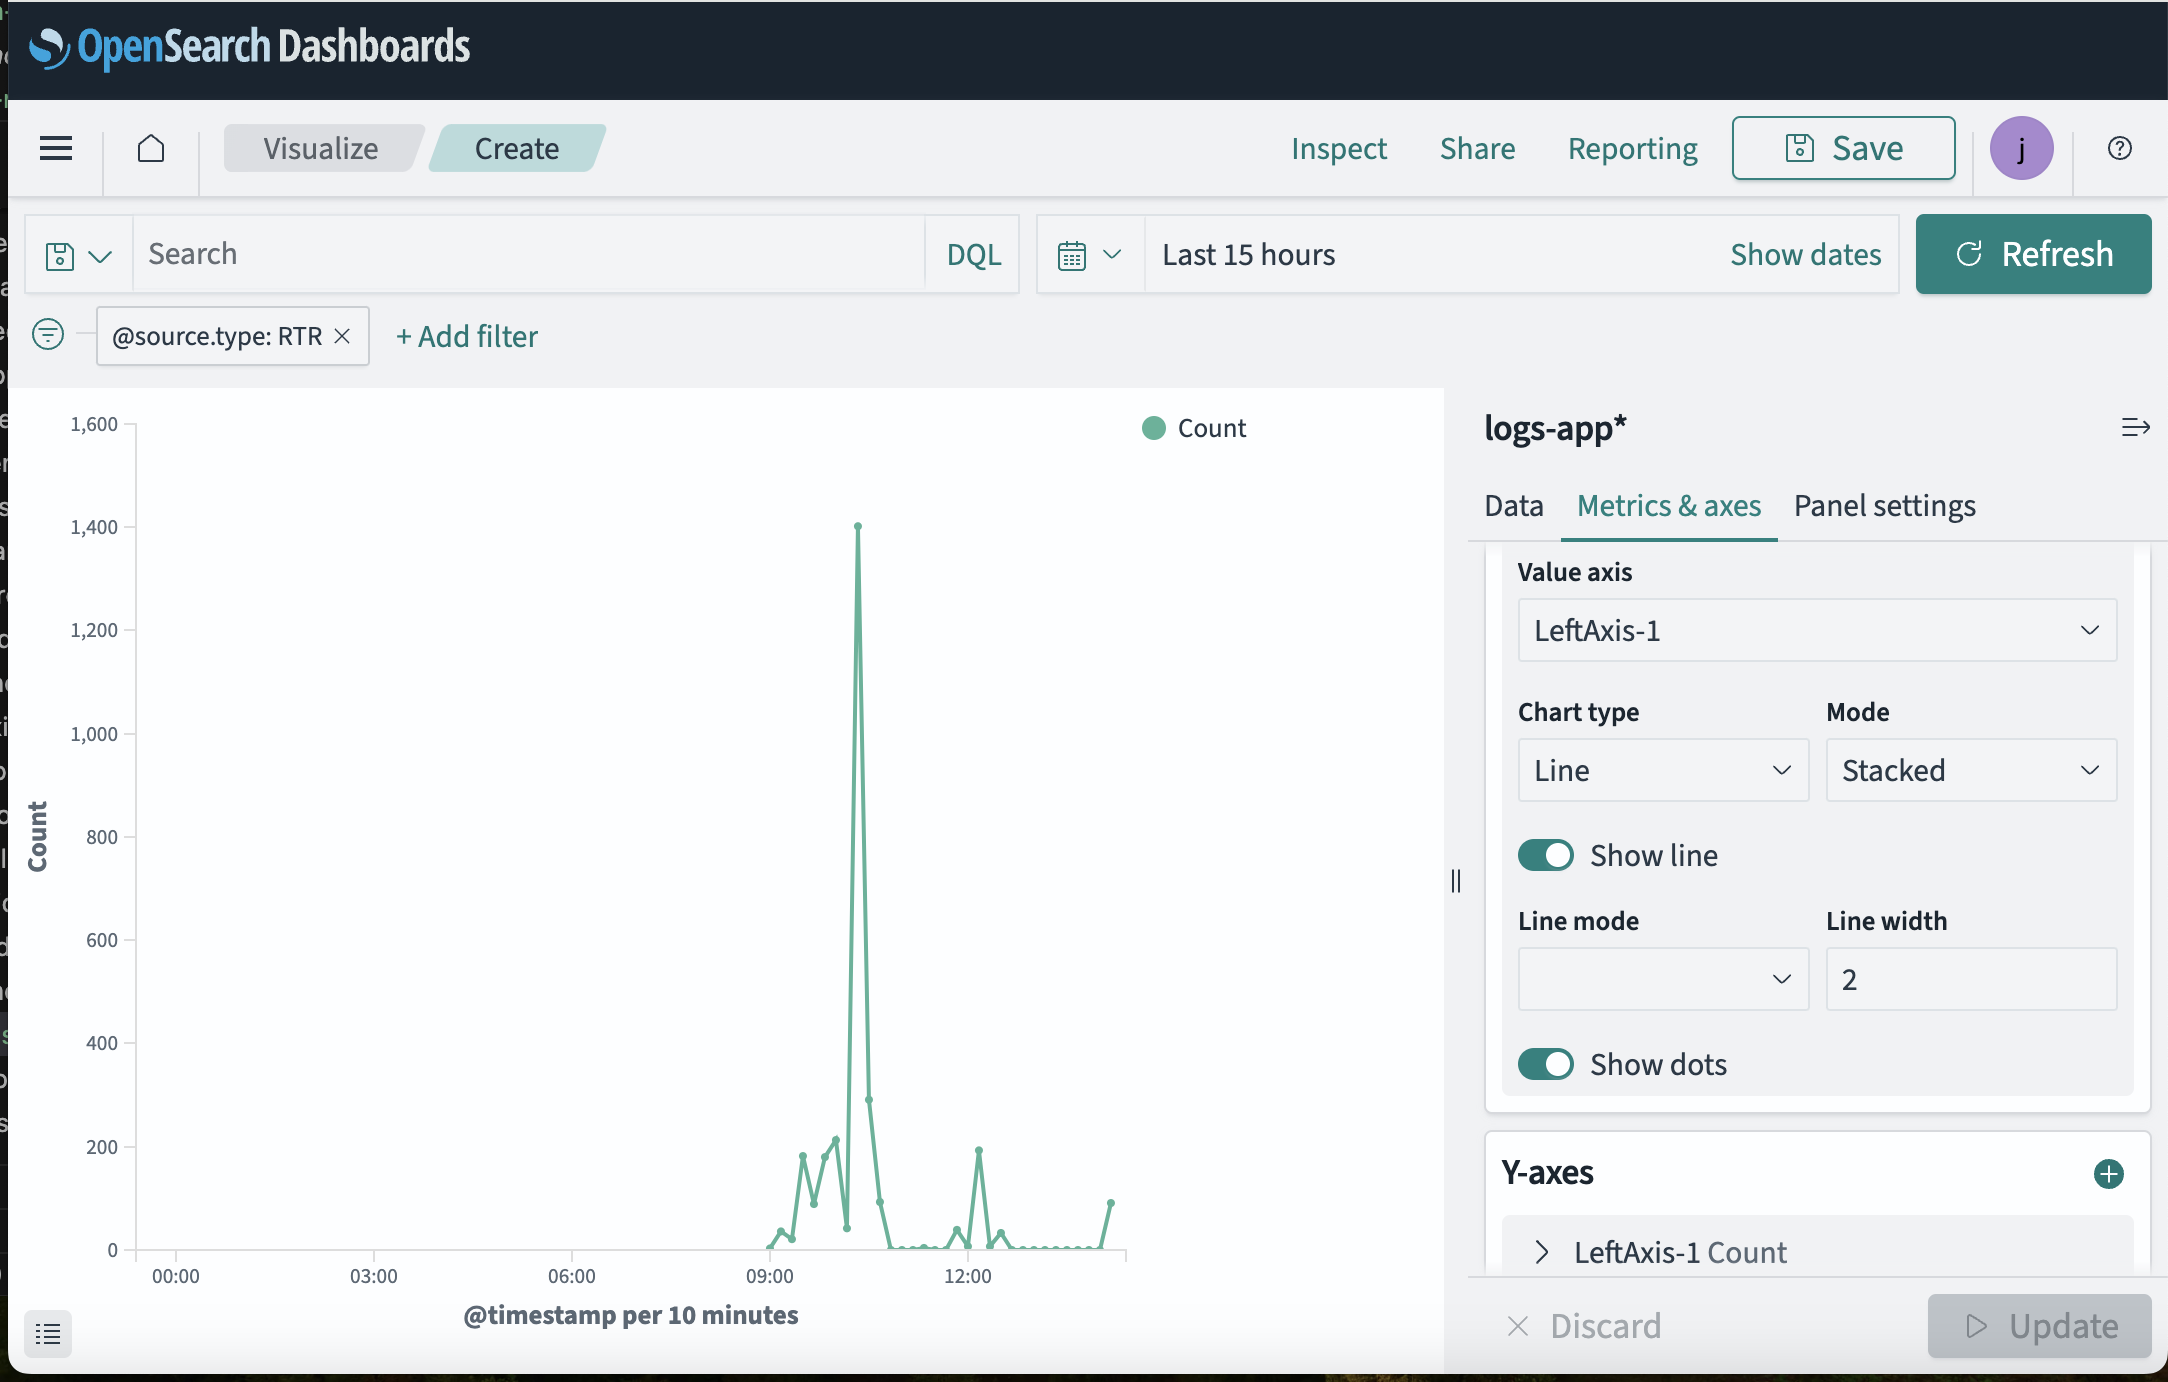 OpenSearch Dashboards
Visualize Create Inspect Share Reporting Save j
Search DQL Last 15 hours Show dates Refresh
@source.type: RTR + Add filter
Count
1,600
1,400
1,200
1,000
800
600
400
200
0
Count
00:00 03:00 06:00 09:00 12:00
@timestamp per 10 minutes
logs-app*
Data Metrics & axes Panel settings
Value axis
LeftAxis-1
Chart type Mode
Line Stacked
Show line
Line mode Line width
2
Show dots
Y-axes
LeftAxis-1 Count
Discard Update